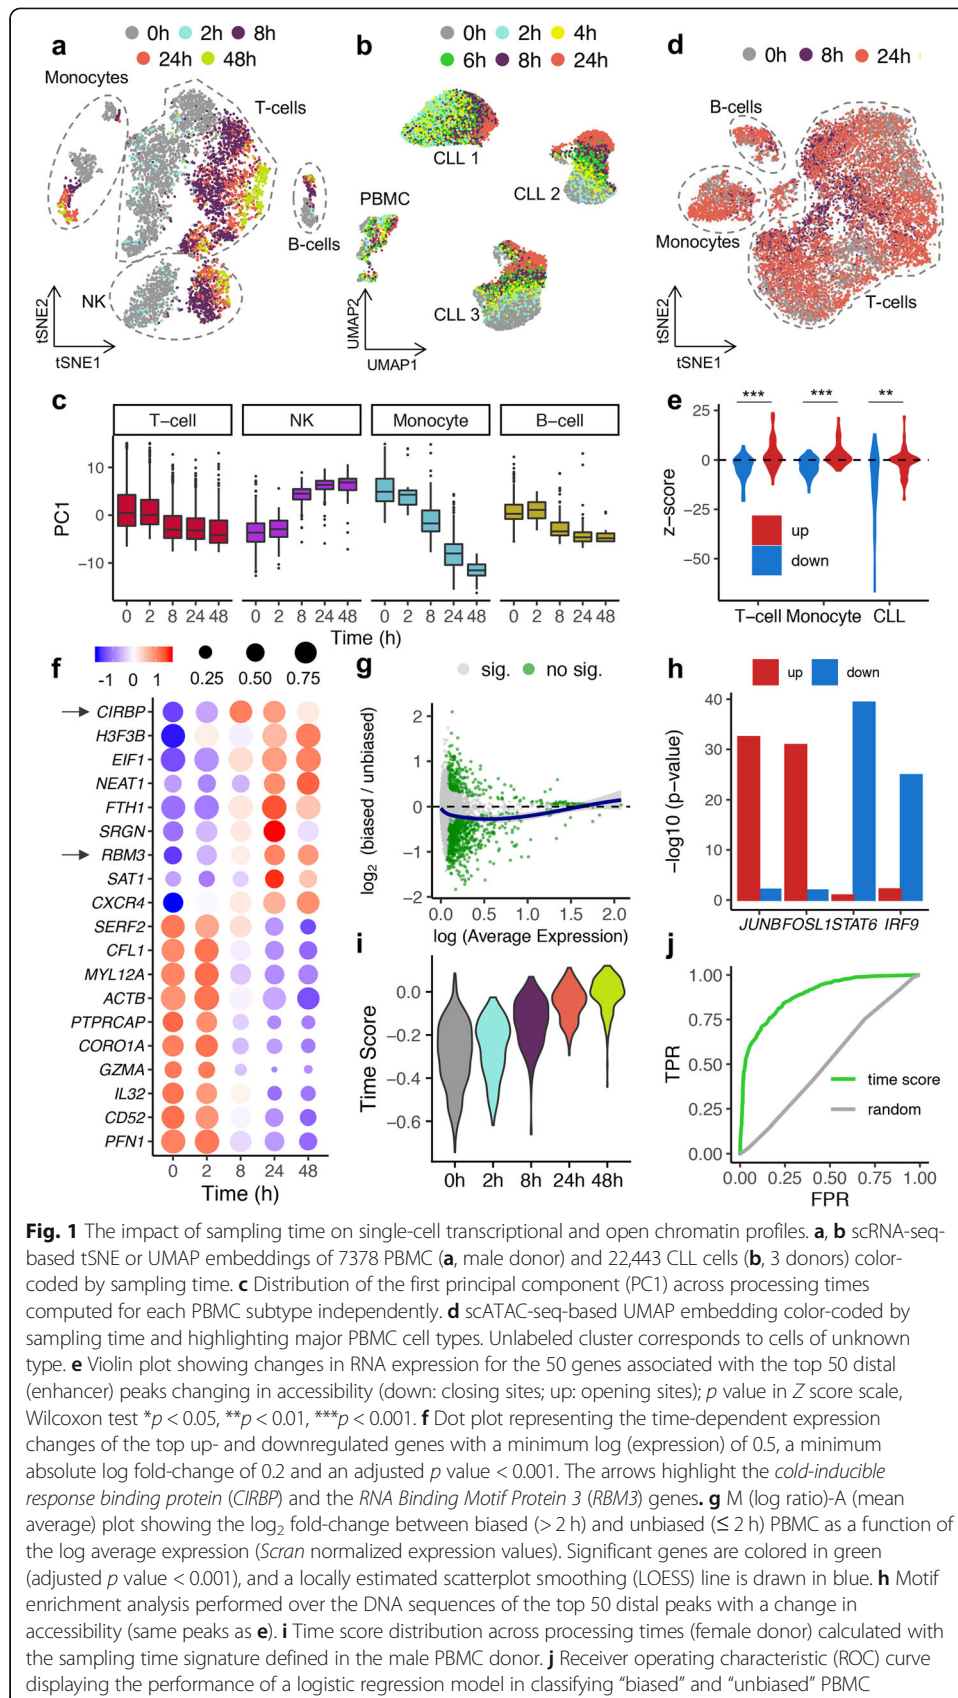 a
0h 2h 8h
24h 48h
Monocytes
T-cells
B-cells
NK
tSNE2
tSNE1
b
0h 2h 4h
6h 8h 24h
CLL 1
CLL 2
PBMC
CLL 3
UMAP2
UMAP1
d
0h 8h 24h
B-cells
Monocytes
T-cells
tSNE2
tSNE1
c
T-cell NK Monocyte B-cell
PC1
10
0
-10
0 2 8 24 48 0 2 8 24 48 0 2 8 24 48 0 2 8 24 48
Time (h)
e
*** *** **
z-score
25
0
-25
-50
up
down
T-cell Monocyte CLL
f
-1 0 1
0.25 0.50 0.75
CIRBP
H3F3B
EIF1
NEAT1
FTH1
SRGN
RBM3
SAT1
CXCR4
SERF2
CFL1
MYL12A
ACTB
PTPRCAP
CORO1A
GZMA
IL32
CD52
PFN1
0 2 8 24 48
Time (h)
g
sig. no sig.
log2 (biased / unbiased)
2
1
0
-1
-2
0.0 0.5 1.0 1.5 2.0
log (Average Expression)
h
up down
-log10 (p-value)
40
30
20
10
0
JUNB FOSL1 STAT6 IRF9
i
Time Score
0.0
-0.2
-0.4
-0.6
0h 2h 8h 24h 48h
j
TPR
1.00
0.75
0.50
0.25
0.00
time score
random
0.00 0.25 0.50 0.75 1.00
FPR
Fig. 1 The impact of sampling time on single-cell transcriptional and open chromatin profiles. a, b scRNA-seq-
based tSNE or UMAP embeddings of 7378 PBMC (a, male donor) and 22,443 CLL cells (b, 3 donors) color-
coded by sampling time. c Distribution of the first principal component (PC1) across processing times
computed for each PBMC subtype independently. d scATAC-seq-based UMAP embedding color-coded by
sampling time and highlighting major PBMC cell types. Unlabeled cluster corresponds to cells of unknown
type. e Violin plot showing changes in RNA expression for the 50 genes associated with the top 50 distal
(enhancer) peaks changing in accessibility (down: closing sites; up: opening sites); p value in Z score scale,
Wilcoxon test *p < 0.05, **p < 0.01, ***p < 0.001. f Dot plot representing the time-dependent expression
changes of the top up- and downregulated genes with a minimum log (expression) of 0.5, a minimum
absolute log fold-change of 0.2 and an adjusted p value < 0.001. The arrows highlight the cold-inducible
response binding protein (CIRBP) and the RNA Binding Motif Protein 3 (RBM3) genes. g M (log ratio)-A (mean
average) plot showing the log2 fold-change between biased (> 2 h) and unbiased (≤ 2 h) PBMC as a function of
the log average expression (Scran normalized expression values). Significant genes are colored in green
(adjusted p value < 0.001), and a locally estimated scatterplot smoothing (LOESS) line is drawn in blue. h Motif
enrichment analysis performed over the DNA sequences of the top 50 distal peaks with a change in
accessibility (same peaks as e). i Time score distribution across processing times (female donor) calculated with
the sampling time signature defined in the male PBMC donor. j Receiver operating characteristic (ROC) curve
displaying the performance of a logistic regression model in classifying “biased” and “unbiased” PBMC